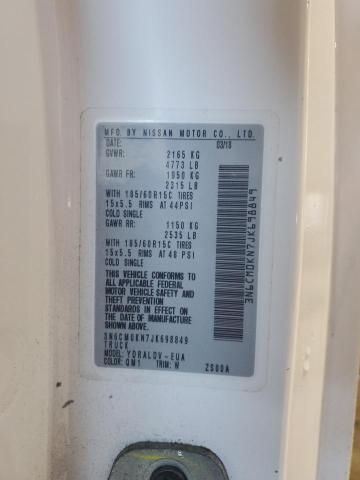 MFD. BY NISSAN MOTOR CO., LTD.
DATE: 03/18
GVWR: 2165 KG
4773 LB
GAWR FR: 1050 KG
2315 LB
WITH 185/60R15C TIRES
15x5.5 RIMS AT 44PSI
COLD SINGLE
GAWR RR: 1150 KG
2535 LB
WITH 185/60R15C TIRES
15x5.5 RIMS AT 48 PSI
COLD SINGLE
THIS VEHICLE CONFORMS TO
ALL APPLICABLE FEDERAL
MOTOR VEHICLE SAFETY AND
THEFT PREVENTION STANDARDS
IN EFFECT ON THE DATE OF
MANUFACTURE SHOWN ABOVE.
3N6CM0KN7JK698849
TRUCK
MODEL: YDRALDV-EUA
COLOR: QM1 TRIM: W ZS00A
3N6CM0KN7JK698849